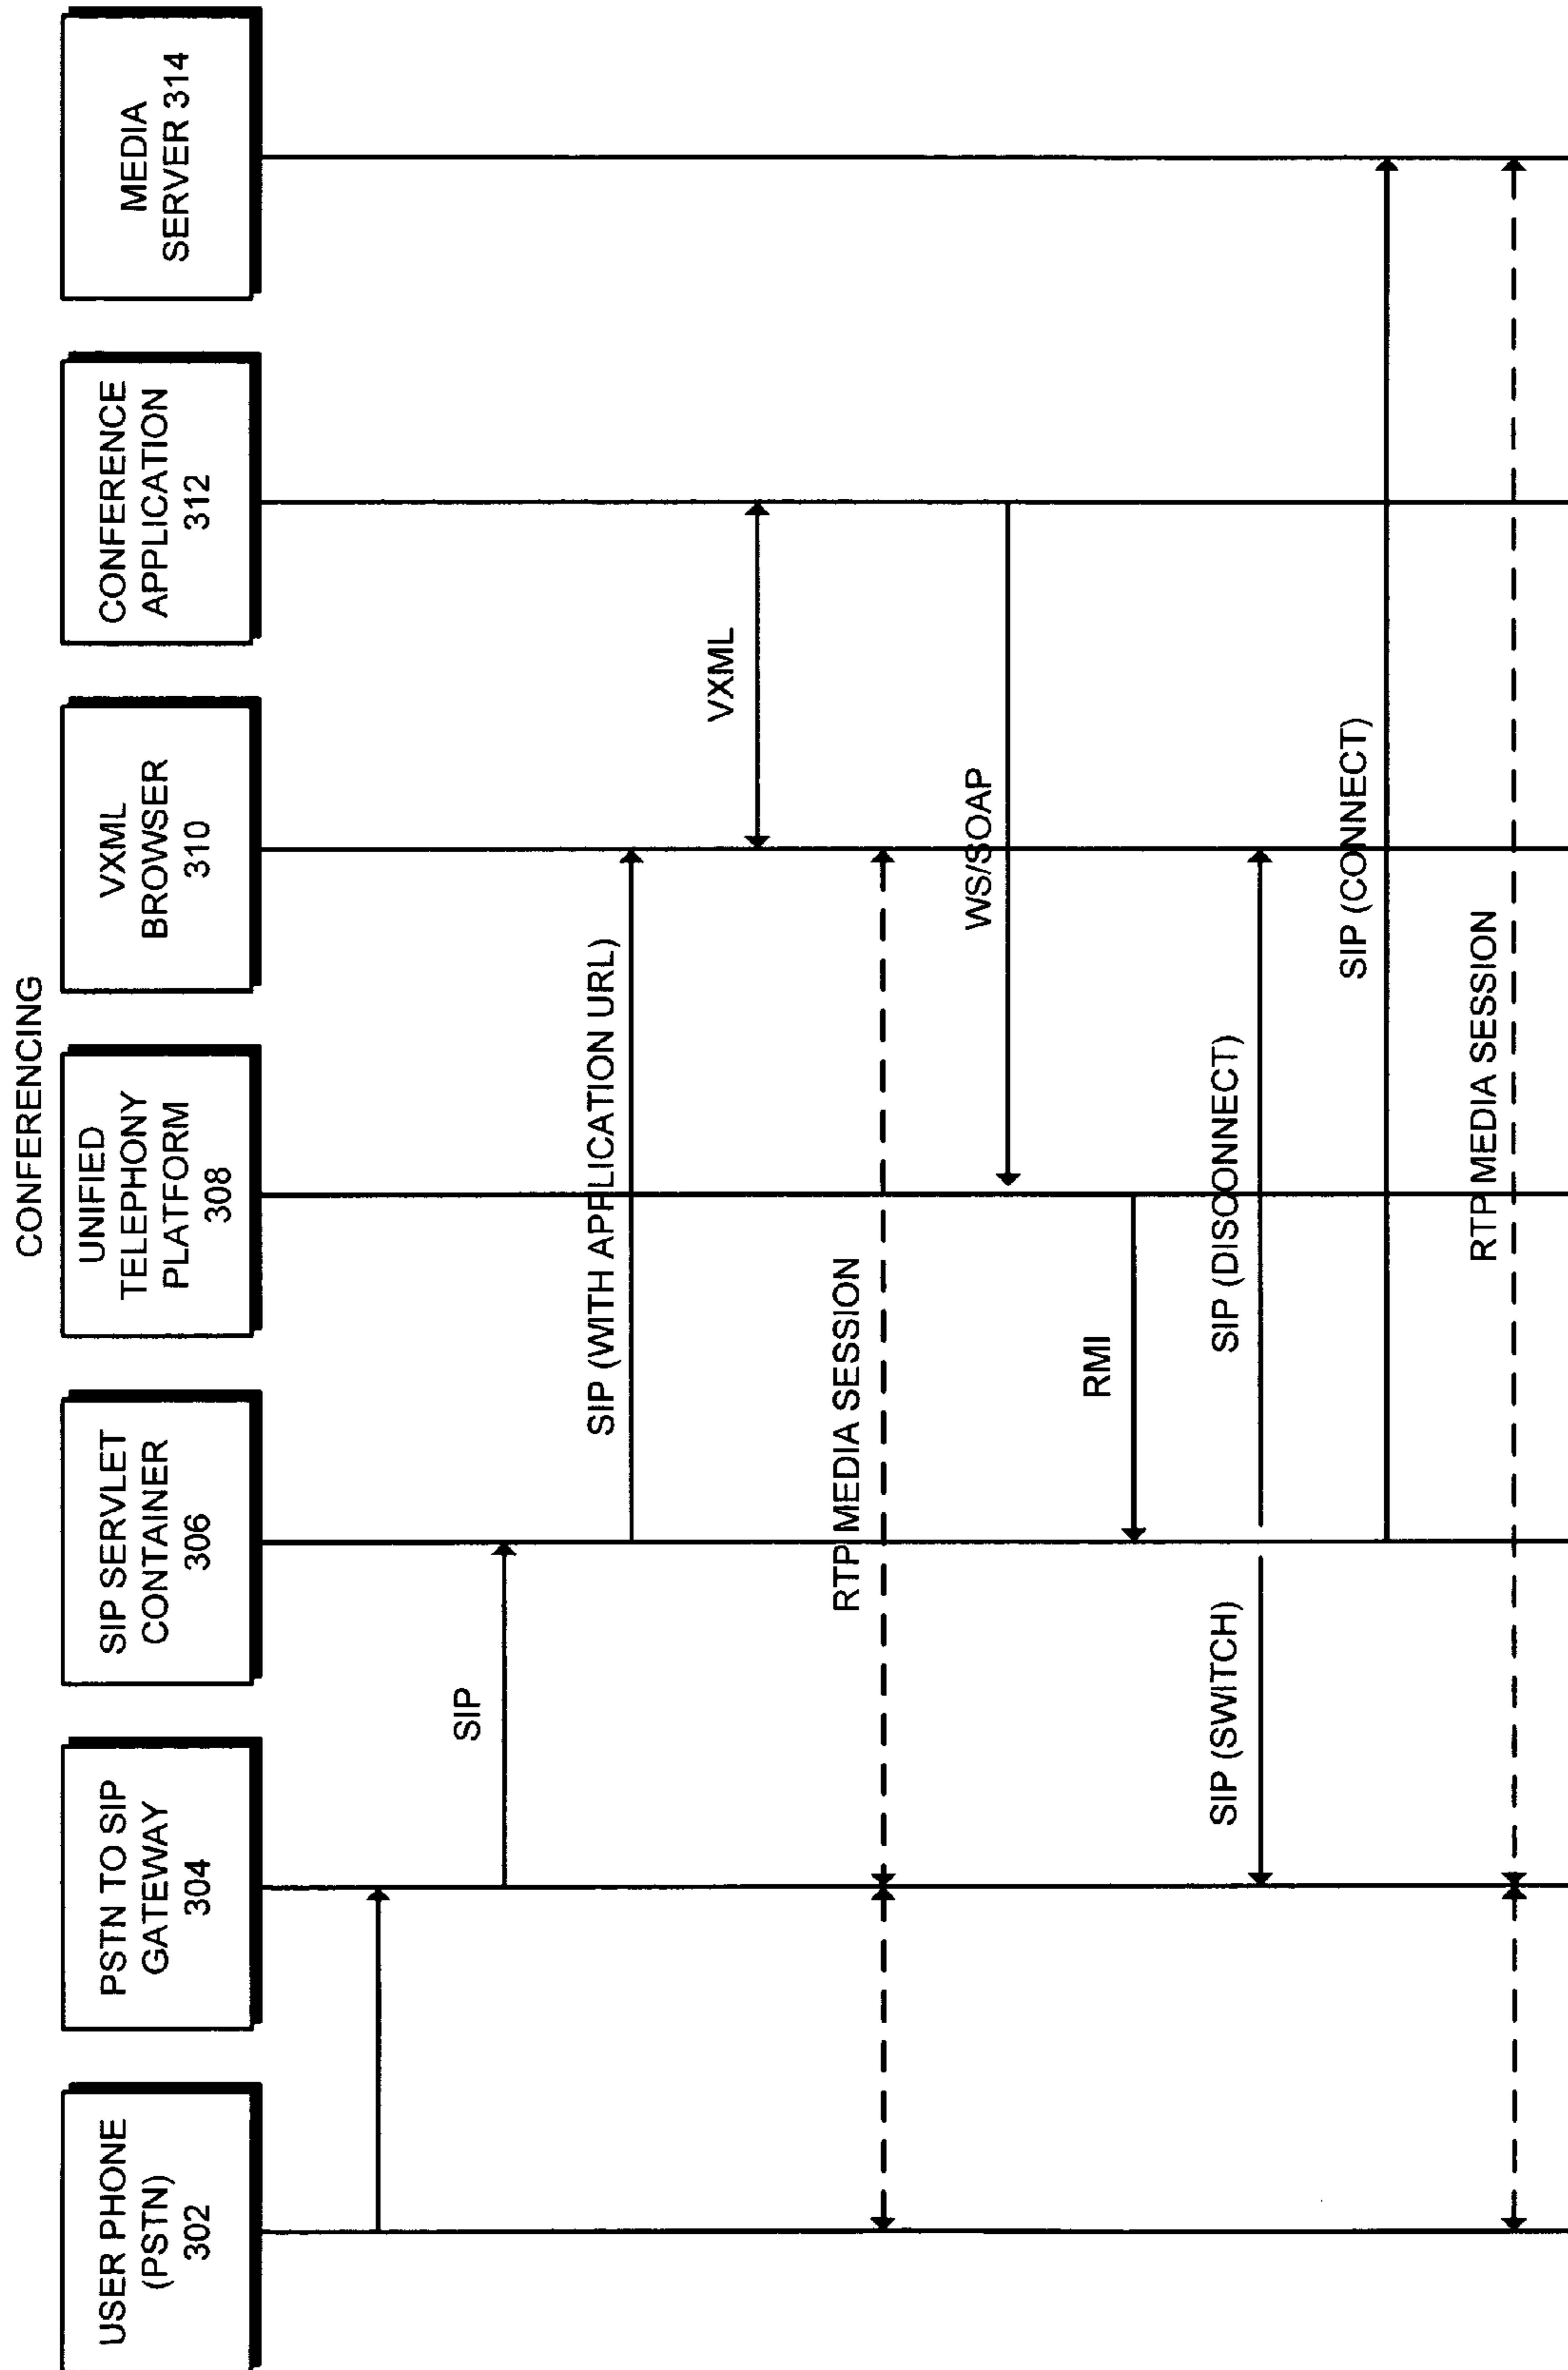 CONFERENCING
USER PHONE
(PSTN)
302
PSTN TO SIP
GATEWAY
304
SIP SERVLET
CONTAINER
306
UNIFIED
TELEPHONY
PLATFORM
308
VXML
BROWSER
310
CONFERENCE
APPLICATION
312
MEDIA
SERVER 314
SIP
SIP (WITH APPLICATION URL)
VXML
RTP MEDIA SESSION
WS/SOAP
RMI
SIP (SWITCH)
SIP (DISCONNECT)
SIP (CONNECT)
RTP MEDIA SESSION